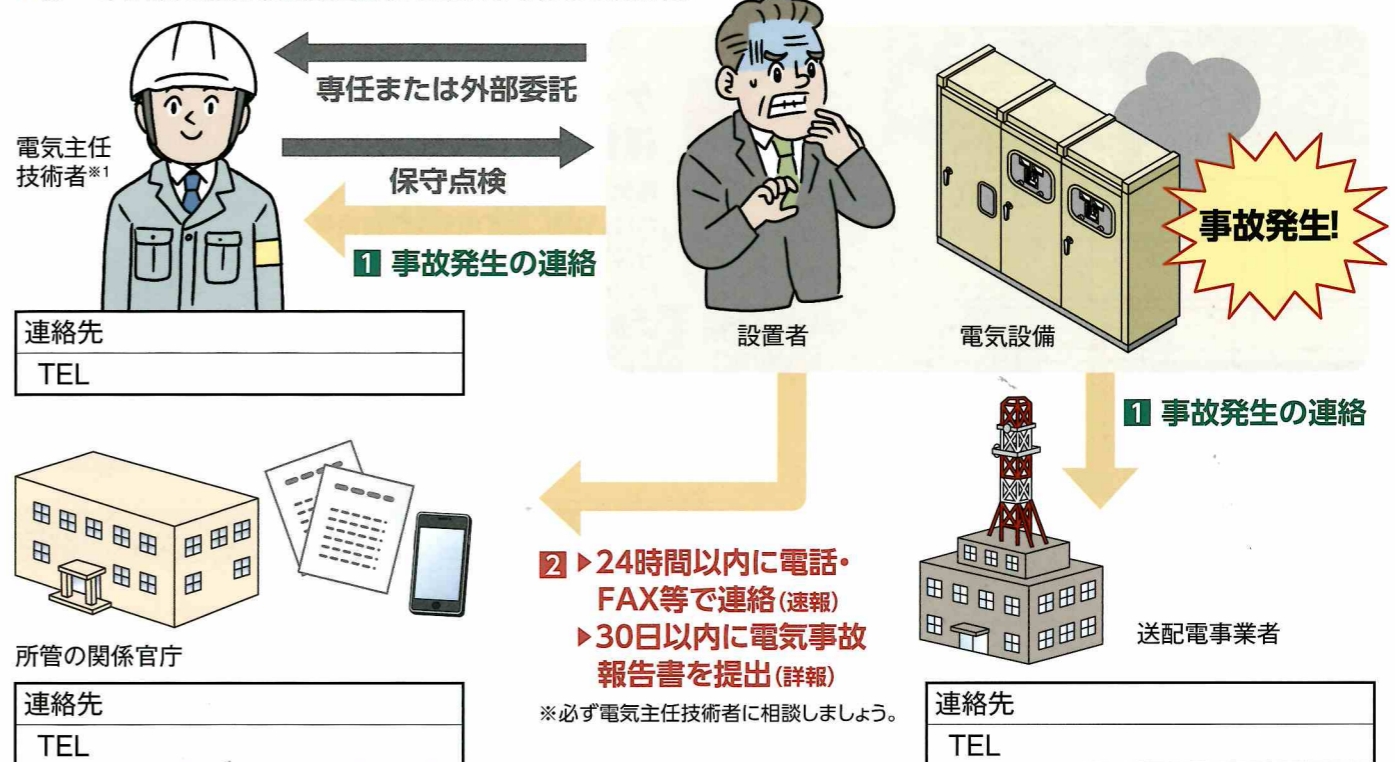 専任または外部委託
電気主任
技術者※1
保守点検
1 事故発生の連絡
事故発生!
設置者
電気設備
連絡先
TEL
1 事故発生の連絡
2 ▶24時間以内に電話・
FAX等で連絡(速報)
▶30日以内に電気事故
報告書を提出(詳報)
※必ず電気主任技術者に相談しましょう。
送配電事業者
所管の関係官庁
連絡先
TEL
連絡先
TEL